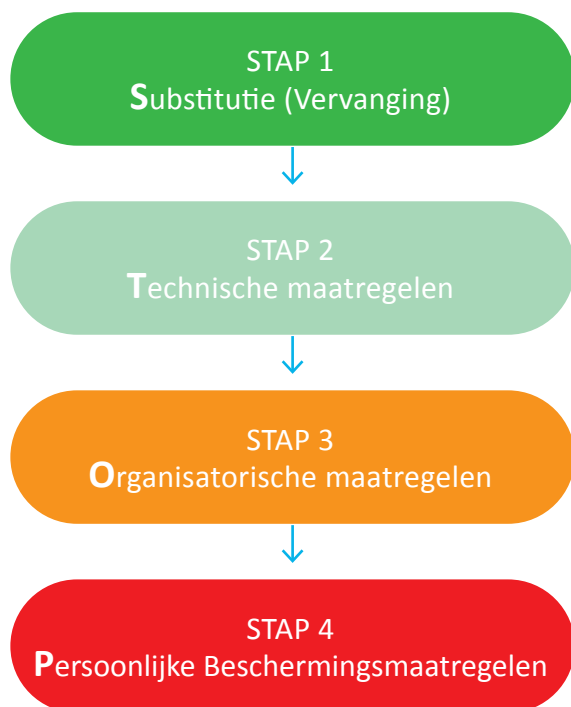 STAP 1
Substitutie (Vervanging)
STAP 2
Technische maatregelen
STAP 3
Organisatorische maatregelen
STAP 4
Persoonlijke Beschermingsmaatregelen